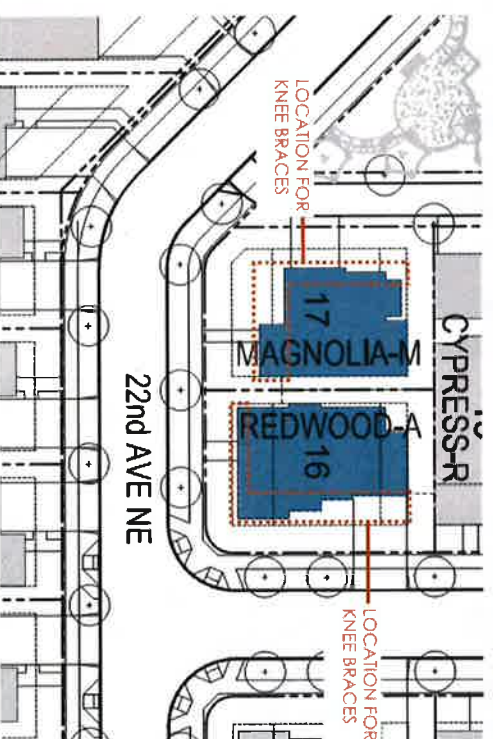 LOCATION FOR
KNEE BRACES
17
MAGNOLIA-M
CYPRESS-R
REDWOOD-A
16
22nd AVE NE
LOCATION FOR
KNEE BRACES